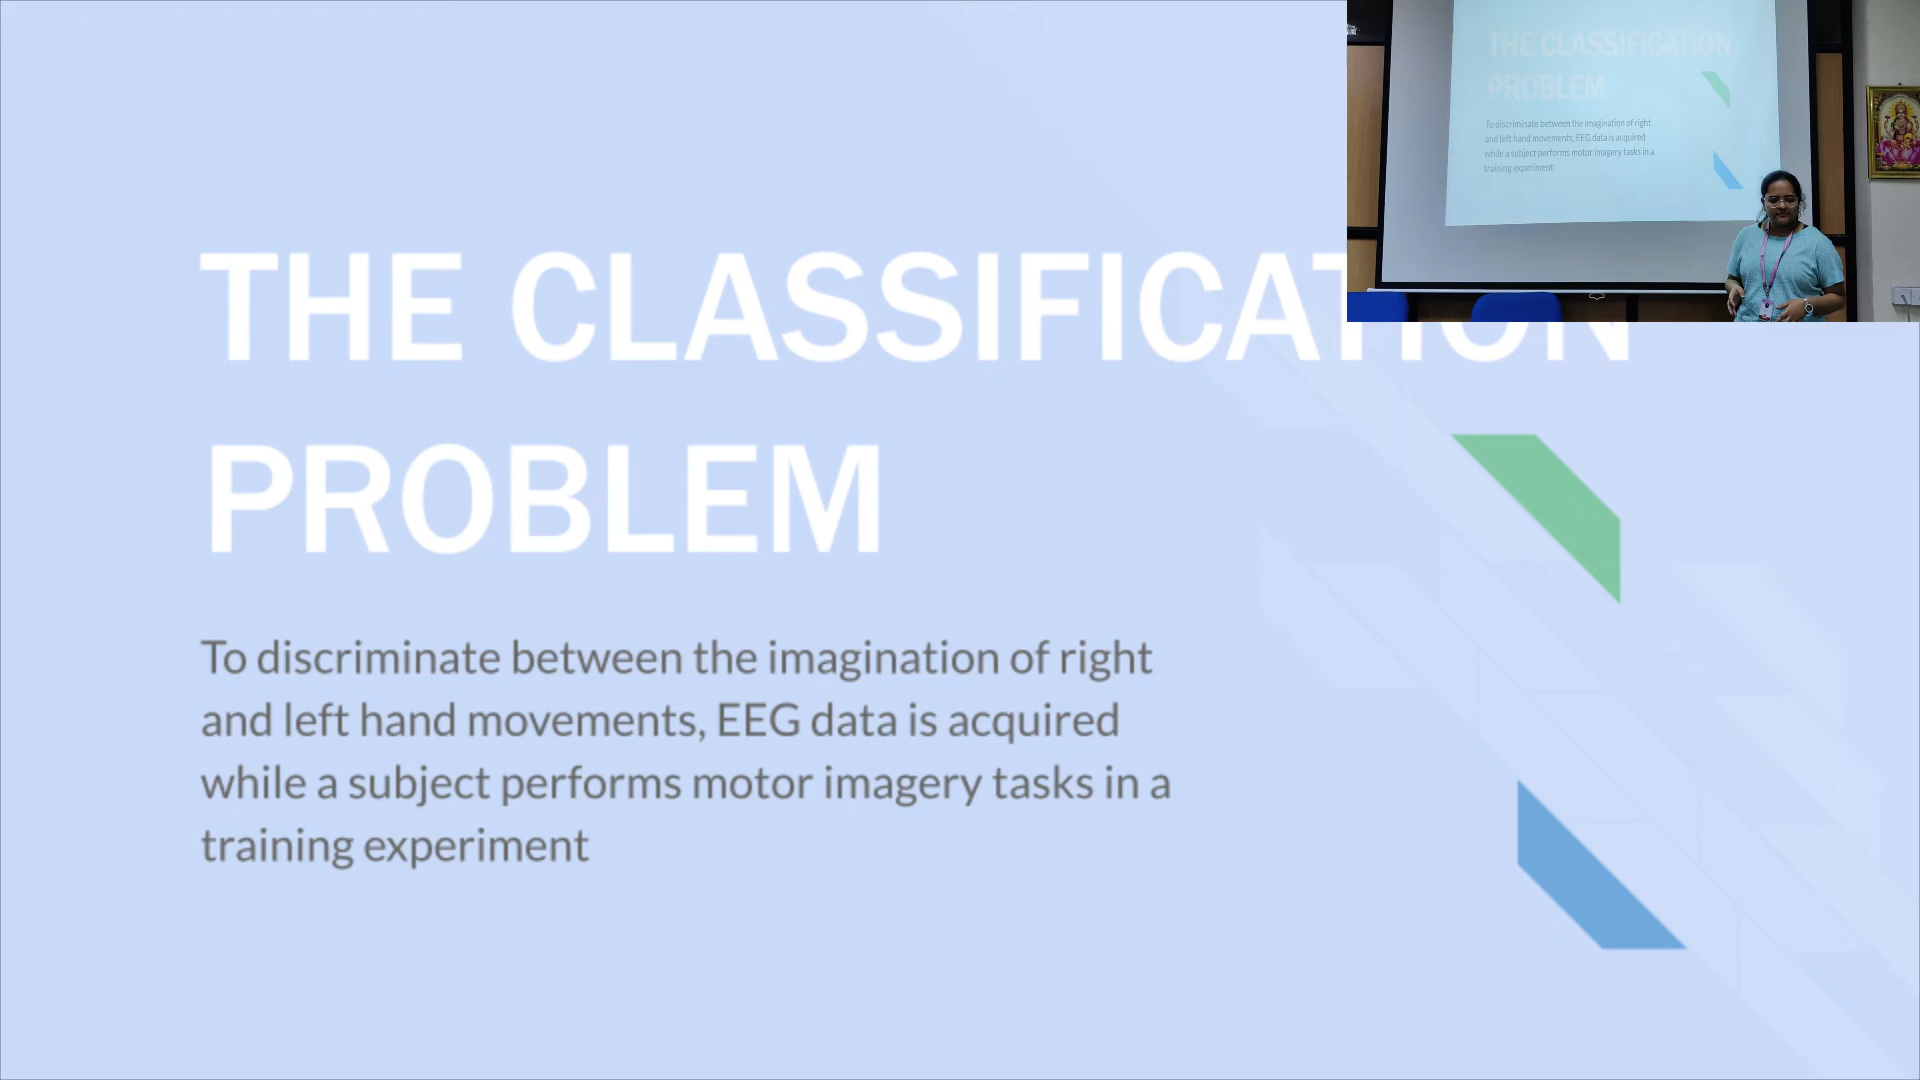 THE CLASSIFICATION
PROBLEM
To discriminate between the imagination of right
and left hand movements, EEG data is acquired
while a subject performs motor imagery tasks in a
training experiment
THE CLASSIFICATION
PROBLEM
To discriminate between the imagination of right
and left hand movements, EEG data is acquired
while a subject performs motor imagery tasks in a
training experiment